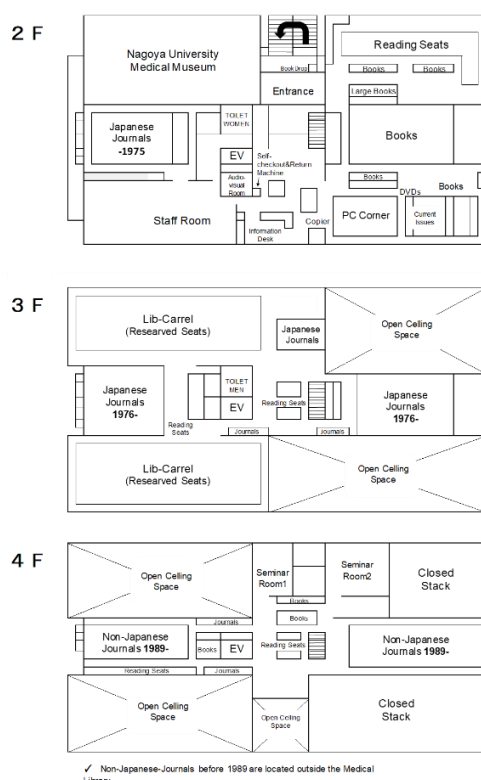 2 F
Nagoya University
Medical Museum
Book Drop
Entrance
Reading Seats
Books
Books
Large Books
Japanese
Journals
-1975
TOILET
WOMEN
EV
Self-
checkout&Return
Machine
Audio-
visual
Room
Books
Books
DVDs
Books
Staff Room
Information
Desk
Copier
PC Corner
Current
Issues
3 F
Lib-Carrel
(Researved Seats)
Japanese
Journals
Open Celling
Space
Japanese
Journals
1976-
TOILET
MEN
EV
Reading Seats
Japanese
Journals
1976-
Reading
Seats
Journals
Journals
Lib-Carrel
(Researved Seats)
Open Celling
Space
4 F
Open Celling
Space
Seminar
Room1
Seminar
Room2
Closed
Stack
Books
Journals
Books
Non-Japanese
Journals 1989-
Books
EV
Reading Seats
Non-Japanese
Journals 1989-
Reading Seats
Journals
Open Celling
Space
Open Celling
Space
Closed
Stack
✓ Non-Japanese-Journals before 1989 are located outside the Medical